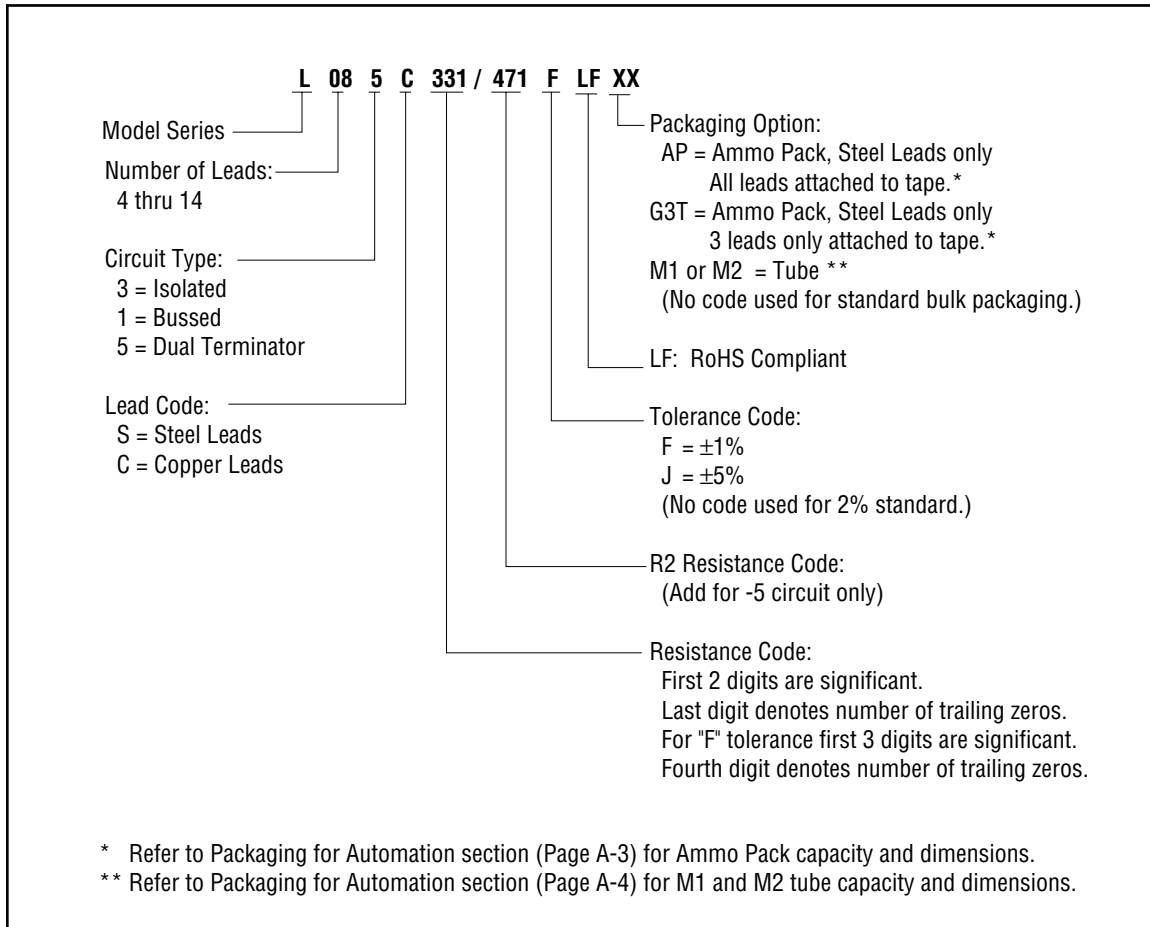 L 08 5 C 331 / 471 F LF XX
Model Series
Number of Leads:
4 thru 14
Circuit Type:
3 = Isolated
1 = Bussed
5 = Dual Terminator
Lead Code:
S = Steel Leads
C = Copper Leads
Packaging Option:
AP = Ammo Pack, Steel Leads only
All leads attached to tape.*
G3T = Ammo Pack, Steel Leads only
3 leads only attached to tape.*
M1 or M2 = Tube **
(No code used for standard bulk packaging.)
LF: RoHS Compliant
Tolerance Code:
F = ±1%
J = ±5%
(No code used for 2% standard.)
R2 Resistance Code:
(Add for -5 circuit only)
Resistance Code:
First 2 digits are significant.
Last digit denotes number of trailing zeros.
For "F" tolerance first 3 digits are significant.
Fourth digit denotes number of trailing zeros.
* Refer to Packaging for Automation section (Page A-3) for Ammo Pack capacity and dimensions.
** Refer to Packaging for Automation section (Page A-4) for M1 and M2 tube capacity and dimensions.